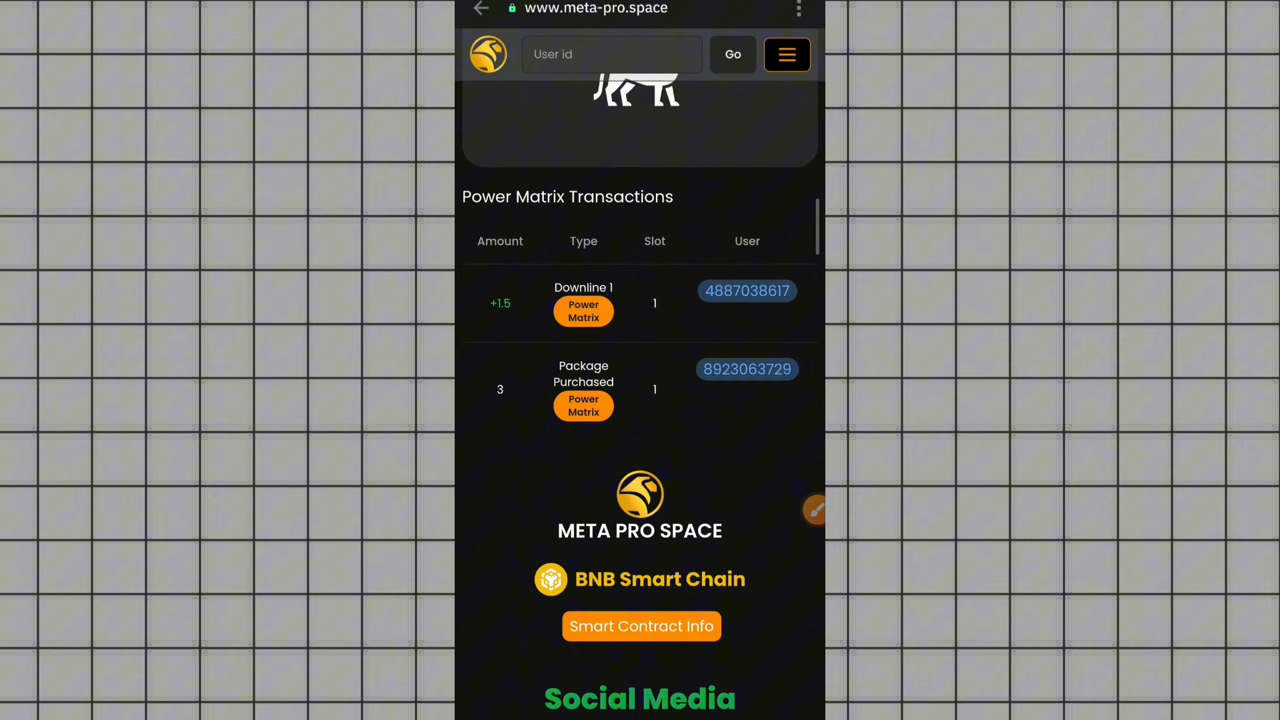 www.meta-pro.space
User id
Go
Power Matrix Transactions
Amount Type Slot User
Downline 1
+1.5 Power Matrix 1 4887038617
Package Purchased
3 Power Matrix 1 8923063729
META PRO SPACE
BNB Smart Chain
Smart Contract Info
Social Media